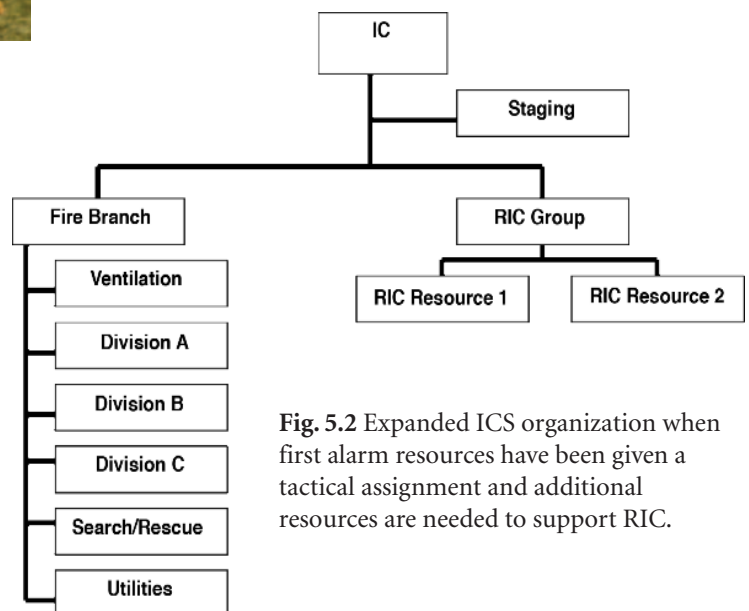 IC
Staging
Fire Branch
RIC Group
Ventilation
RIC Resource 1
RIC Resource 2
Division A
Division B
Division C
Search/Rescue
Utilities
Fig. 5.2 Expanded ICS organization when
first alarm resources have been given a
tactical assignment and additional
resources are needed to support RIC.